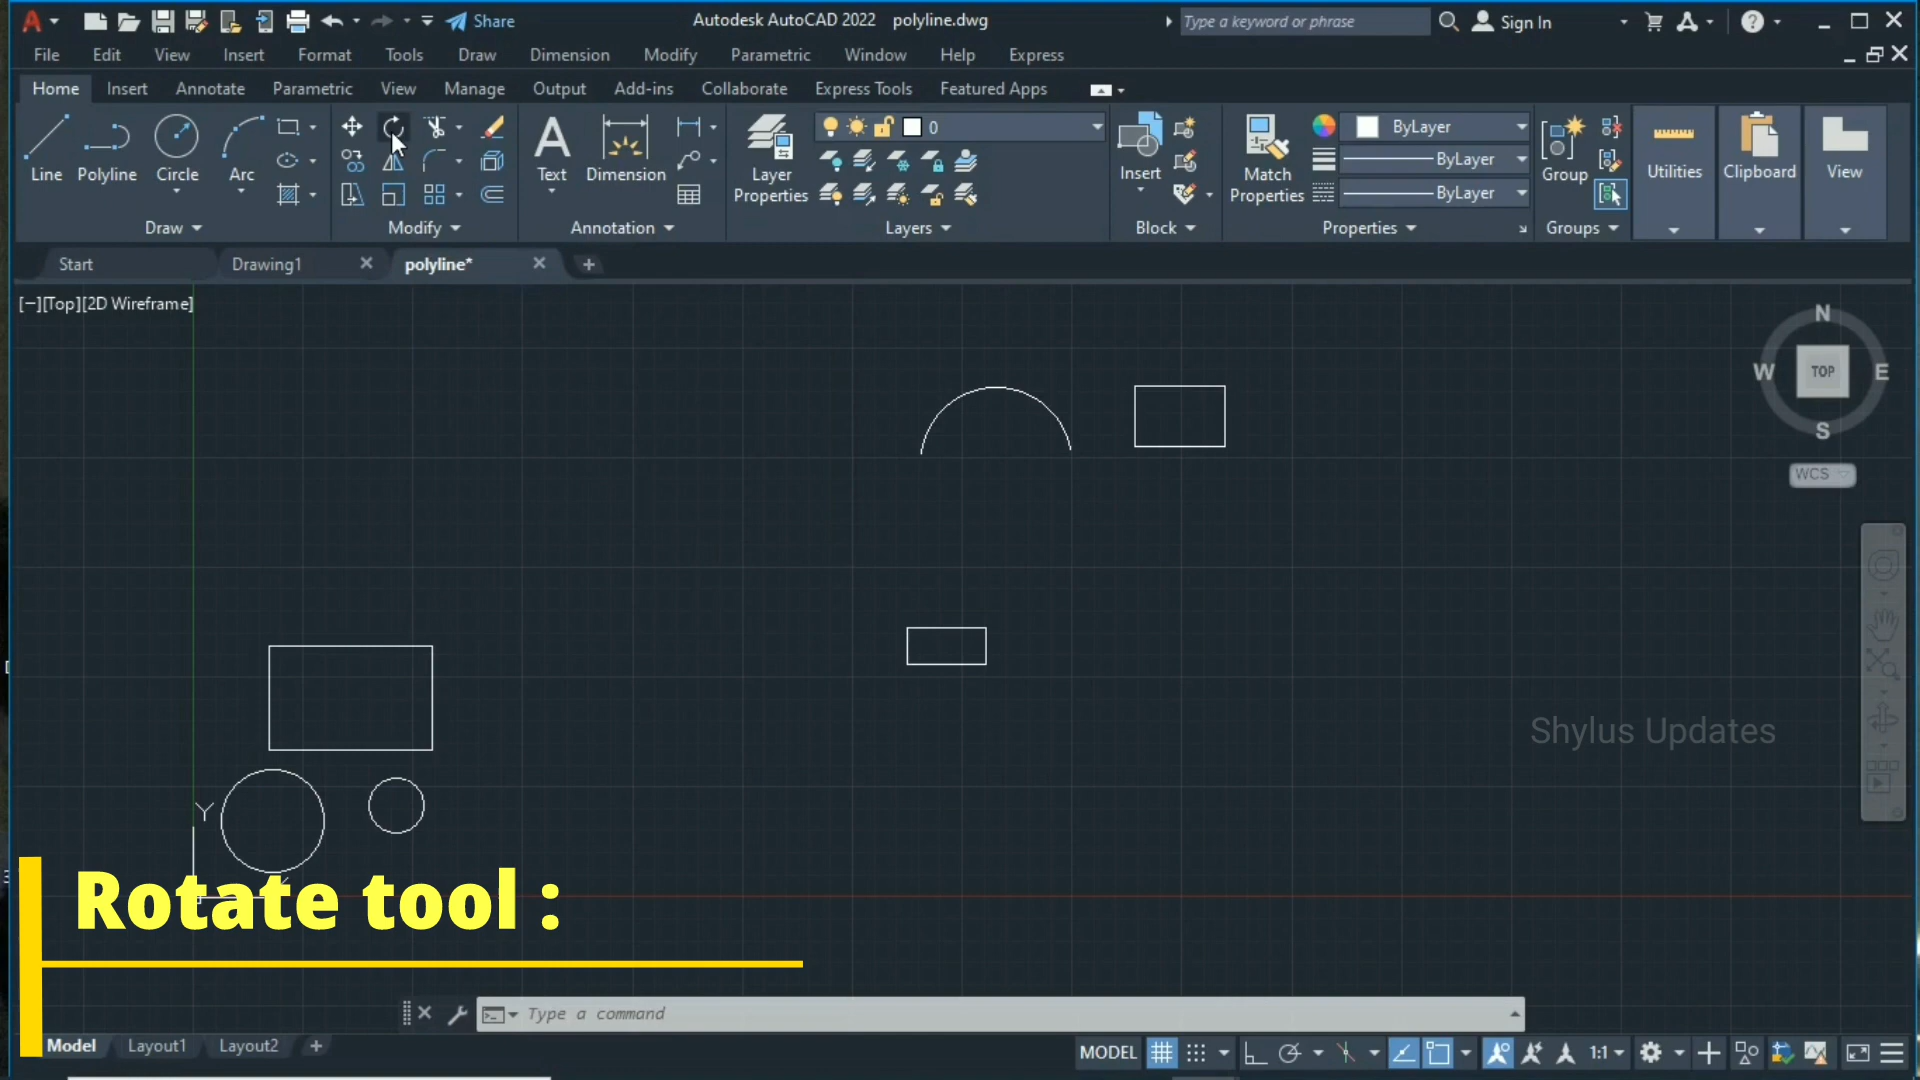 Share
Autodesk AutoCAD 2022 polyline.dwg
Type a keyword or phrase
Sign In
File Edit View Insert Format Tools Draw Dimension Modify Parametric Window Help Express
Home Insert Annotate Parametric View Manage Output Add-ins Collaborate Express Tools Featured Apps
0
ByLayer
ByLayer
ByLayer
Line Polyline Circle Arc
Text Dimension
Layer Properties
Insert
Match Properties
Group
Utilities Clipboard View
Draw Modify Annotation Layers Block Properties Groups
Start Drawing1 polyline*
[−][Top][2D Wireframe]
N
W TOP E
S
WCS
Shylus Updates
Y
Rotate tool :
Type a command
Model Layout1 Layout2
MODEL 1:1